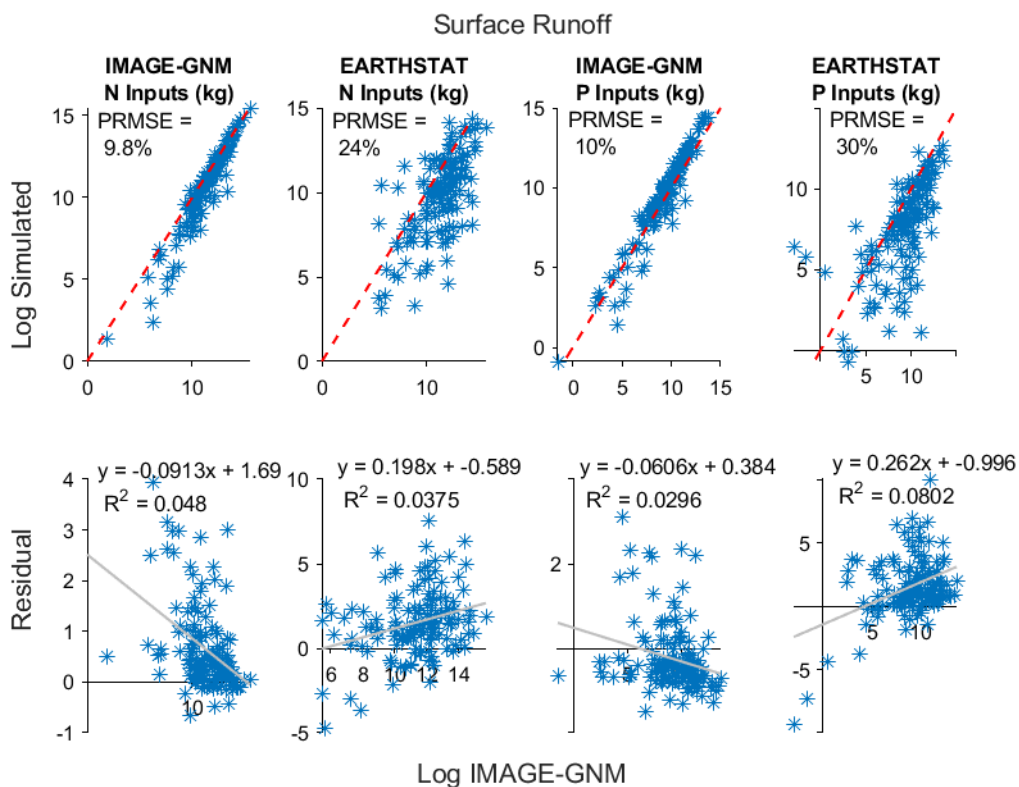 Surface Runoff
IMAGE-GNM
N Inputs (kg)
EARTHSTAT
N Inputs (kg)
IMAGE-GNM
P Inputs (kg)
EARTHSTAT
P Inputs (kg)
PRMSE =
9.8%
PRMSE =
24%
PRMSE =
10%
PRMSE =
30%
Log Simulated
15
10
5
0
0
10
15
10
5
0
0
10
15
10
5
0
0
5
10
15
10
5
5
10
y = -0.0913x + 1.69
R² = 0.048
y = 0.198x + -0.589
R² = 0.0375
y = -0.0606x + 0.384
R² = 0.0296
y = 0.262x + -0.996
R² = 0.0802
Residual
4
3
2
1
0
-1
10
10
5
0
-5
6
8
10
12
14
2
5
5
-5
5
10
Log IMAGE-GNM